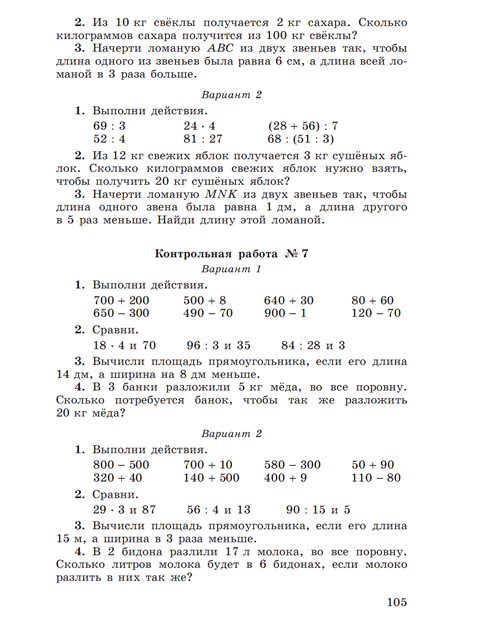 2. Из 10 кг свёклы получается 2 кг сахара. Сколько
килограммов сахара получится из 100 кг свёклы?
3. Начерти ломаную ABC из двух звеньев так, чтобы
длина одного из звеньев была равна 6 см, а длина всей ло-
маной в 3 раза больше.
Вариант 2
1. Выполни действия.
69 : 3 24 · 4 (28 + 56) : 7
52 : 4 81 : 27 68 : (51 : 3)
2. Из 12 кг свежих яблок получается 3 кг сушёных яб-
лок. Сколько килограммов свежих яблок нужно взять,
чтобы получить 20 кг сушёных яблок?
3. Начерти ломаную MNK из двух звеньев так, чтобы
длина одного звена была равна 1 дм, а длина другого
в 5 раз меньше. Найди длину этой ломаной.
Контрольная работа № 7
Вариант 1
1. Выполни действия.
700 + 200 500 + 8 640 + 30 80 + 60
650 − 300 490 − 70 900 − 1 120 − 70
2. Сравни.
18 · 4 и 70 96 : 3 и 35 84 : 28 и 3
3. Вычисли площадь прямоугольника, если его длина
14 дм, а ширина на 8 дм меньше.
4. В 3 банки разложили 5 кг мёда, во все поровну.
Сколько потребуется банок, чтобы так же разложить
20 кг мёда?
Вариант 2
1. Выполни действия.
800 − 500 700 + 10 580 − 300 50 + 90
320 + 40 140 + 500 400 + 9 110 − 80
2. Сравни.
29 · 3 и 87 56 : 4 и 13 90 : 15 и 5
3. Вычисли площадь прямоугольника, если его длина
15 м, а ширина в 3 раза меньше.
4. В 2 бидона разлили 17 л молока, во все поровну.
Сколько литров молока будет в 6 бидонах, если молоко
разлить в них так же?
105